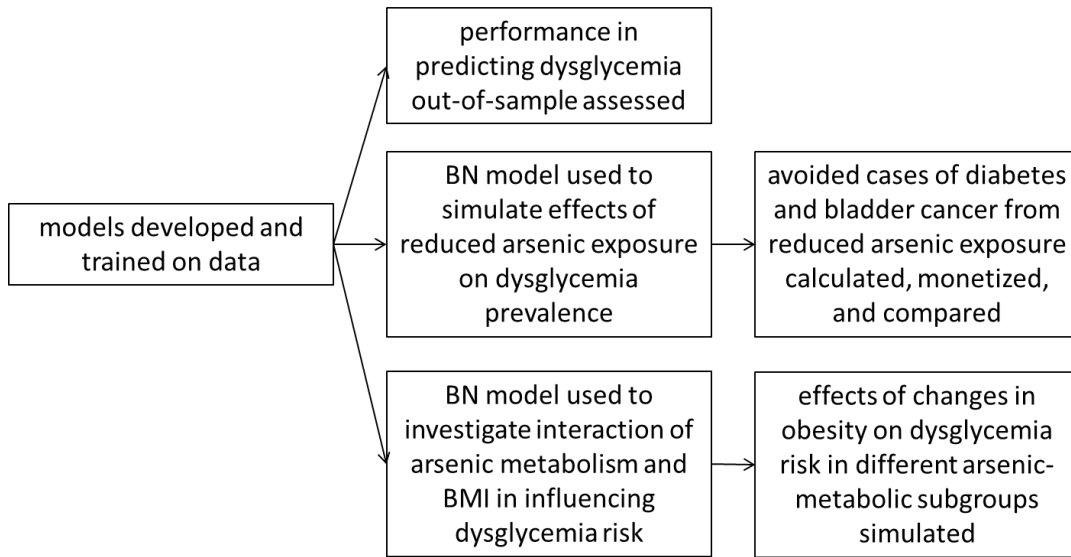 performance in
predicting dysglycemia
out-of-sample assessed
models developed and
trained on data
BN model used to
simulate effects of
reduced arsenic exposure
on dysglycemia
prevalence
avoided cases of diabetes
and bladder cancer from
reduced arsenic exposure
calculated, monetized,
and compared
BN model used to
investigate interaction of
arsenic metabolism and
BMI in influencing
dysglycemia risk
effects of changes in
obesity on dysglycemia
risk in different arsenic-
metabolic subgroups
simulated